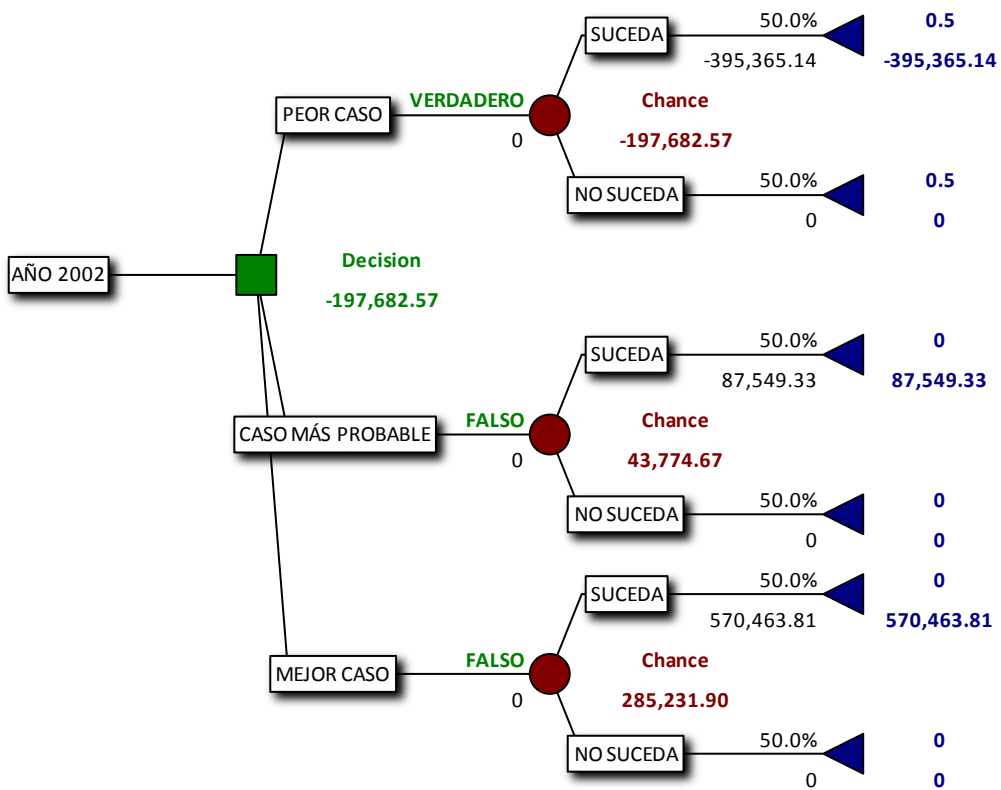 50.0% 0.5
SUCEDA
-395,365.14 -395,365.14
VERDADERO Chance
PEOR CASO
0 -197,682.57
50.0% 0.5
NO SUCEDA
0 0
Decision
AÑO 2002
-197,682.57
50.0% 0
SUCEDA
87,549.33 87,549.33
FALSO Chance
CASO MÁS PROBABLE
0 43,774.67
50.0% 0
NO SUCEDA
0 0
50.0% 0
SUCEDA
570,463.81 570,463.81
FALSO Chance
MEJOR CASO
0 285,231.90
50.0% 0
NO SUCEDA
0 0